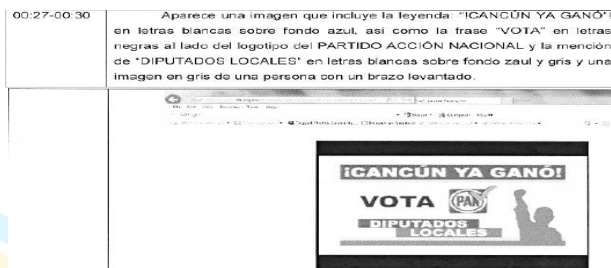 00:27-00:30
Aparece una imagen que incluye la leyenda: "!CANCÚN YA GANÓ"!
en letras blancas sobre fondo azul, así como la frase "VOTA" en letras
negras al lado del logotipo del PARTIDO ACCIÓN NACIONAL y la mención
de "DIPUTADOS LOCALES" en letras blancas sobre fondo zaul y gris y una
imagen en gris de una persona con un brazo levantado.
¡CANCÚN YA GANÓ!
VOTA PAN
DIPUTADOS
LOCALES